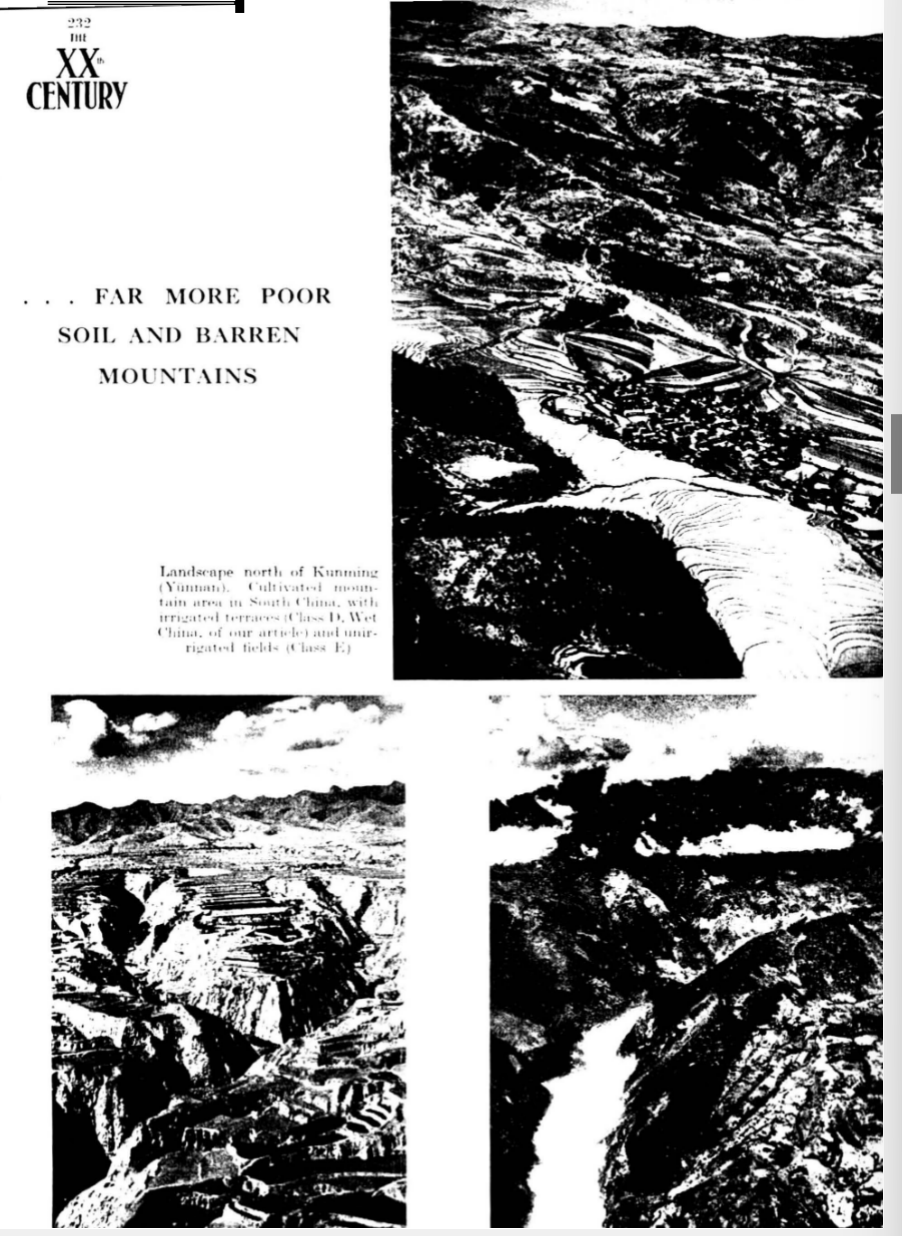 232
THE
XXth
CENTURY
. . . FAR MORE POOR
SOIL AND BARREN
MOUNTAINS
Landscape north of Kunming
(Yünnan). Cultivated moun-
tain area in South China, with
irrigated terraces (Class D, Wet
China, of our article) and unir-
rigated fields (Class E)